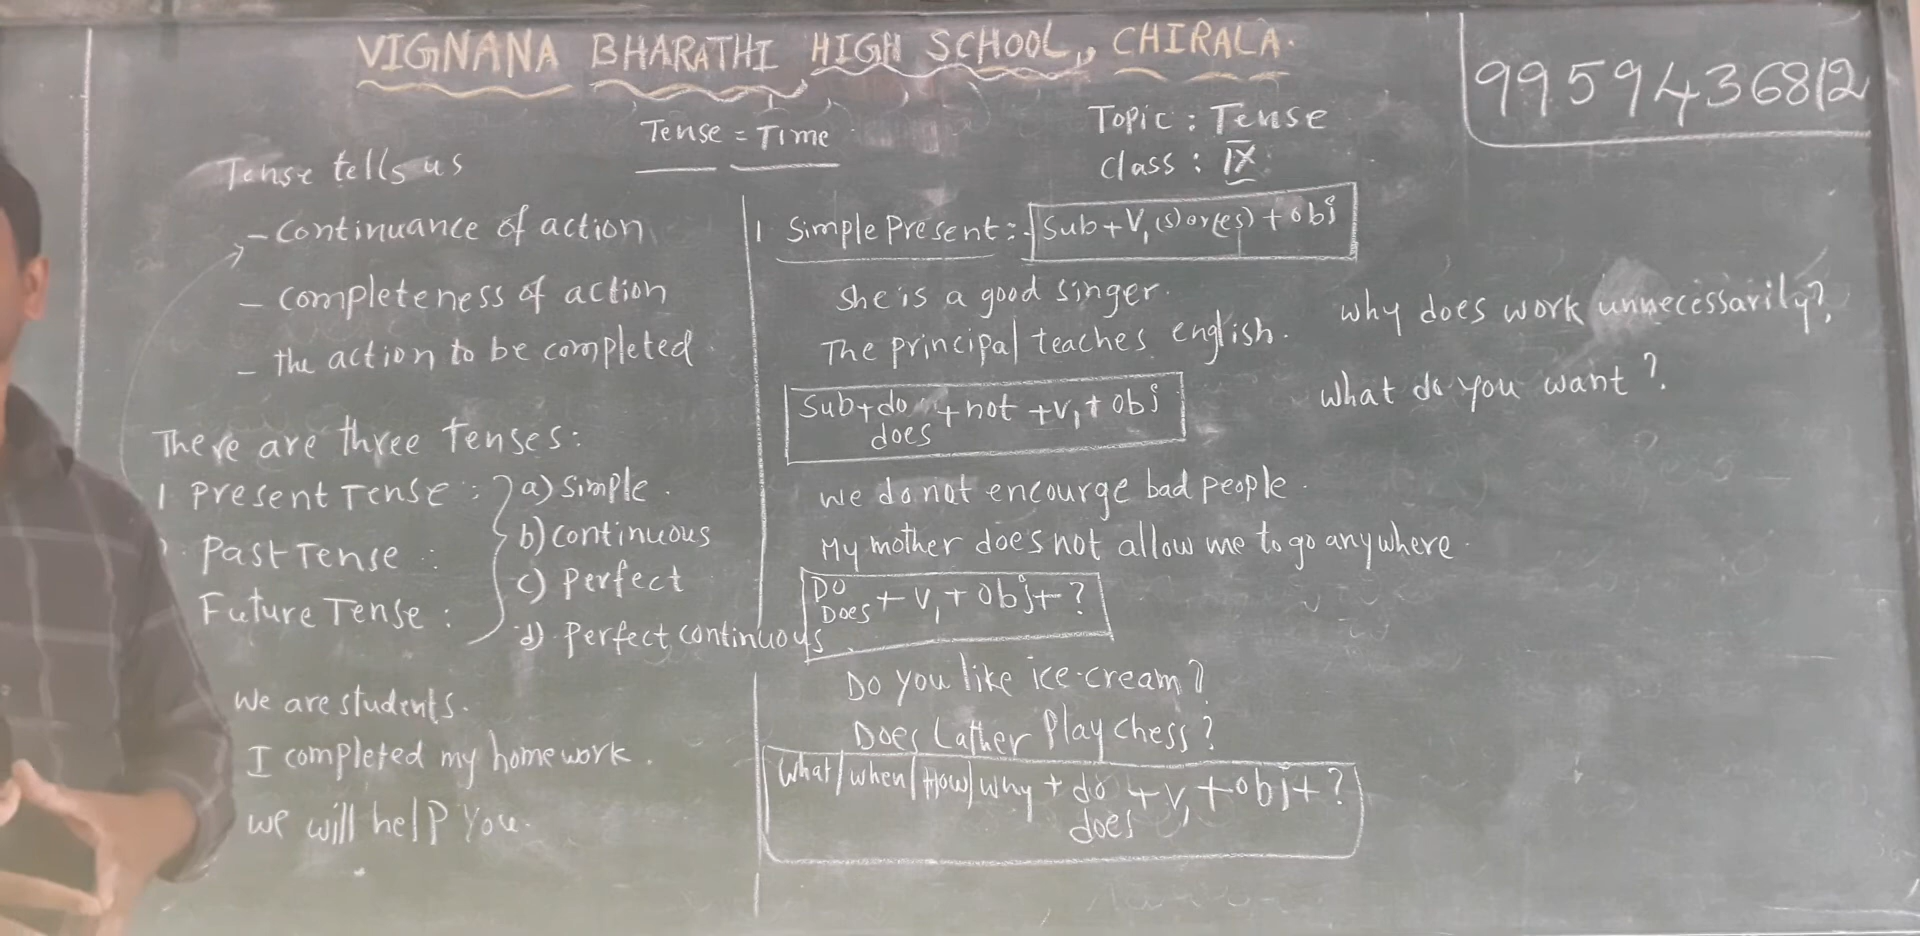 VIGNANA BHARATHI HIGH SCHOOL, CHIRALA.
9959436812
Tense = Time
Topic : Tense
Class : IX
Tense tells us
- Continuance of action
- Completeness of action
- the action to be completed
There are three tenses:
1 Present Tense :
Past Tense :
Future Tense :
a) Simple.
b) continuous
c) Perfect
d) Perfect continuous
We are students.
I completed my homework.
we will help you.
1 Simple Present:- Sub + V1 (s) or (es) + obj
She is a good singer.
The principal teaches english.
Sub + do + not + V1 + obj
does
we do not encourge bad people.
My mother does not allow me to go anywhere.
Do
Does + V1 + obj + ?
Do you like ice-cream?
Does Lather Play chess?
What/when/How/why + do + V1 + obj + ?
does
why does work unnecessarily?
what do you want?